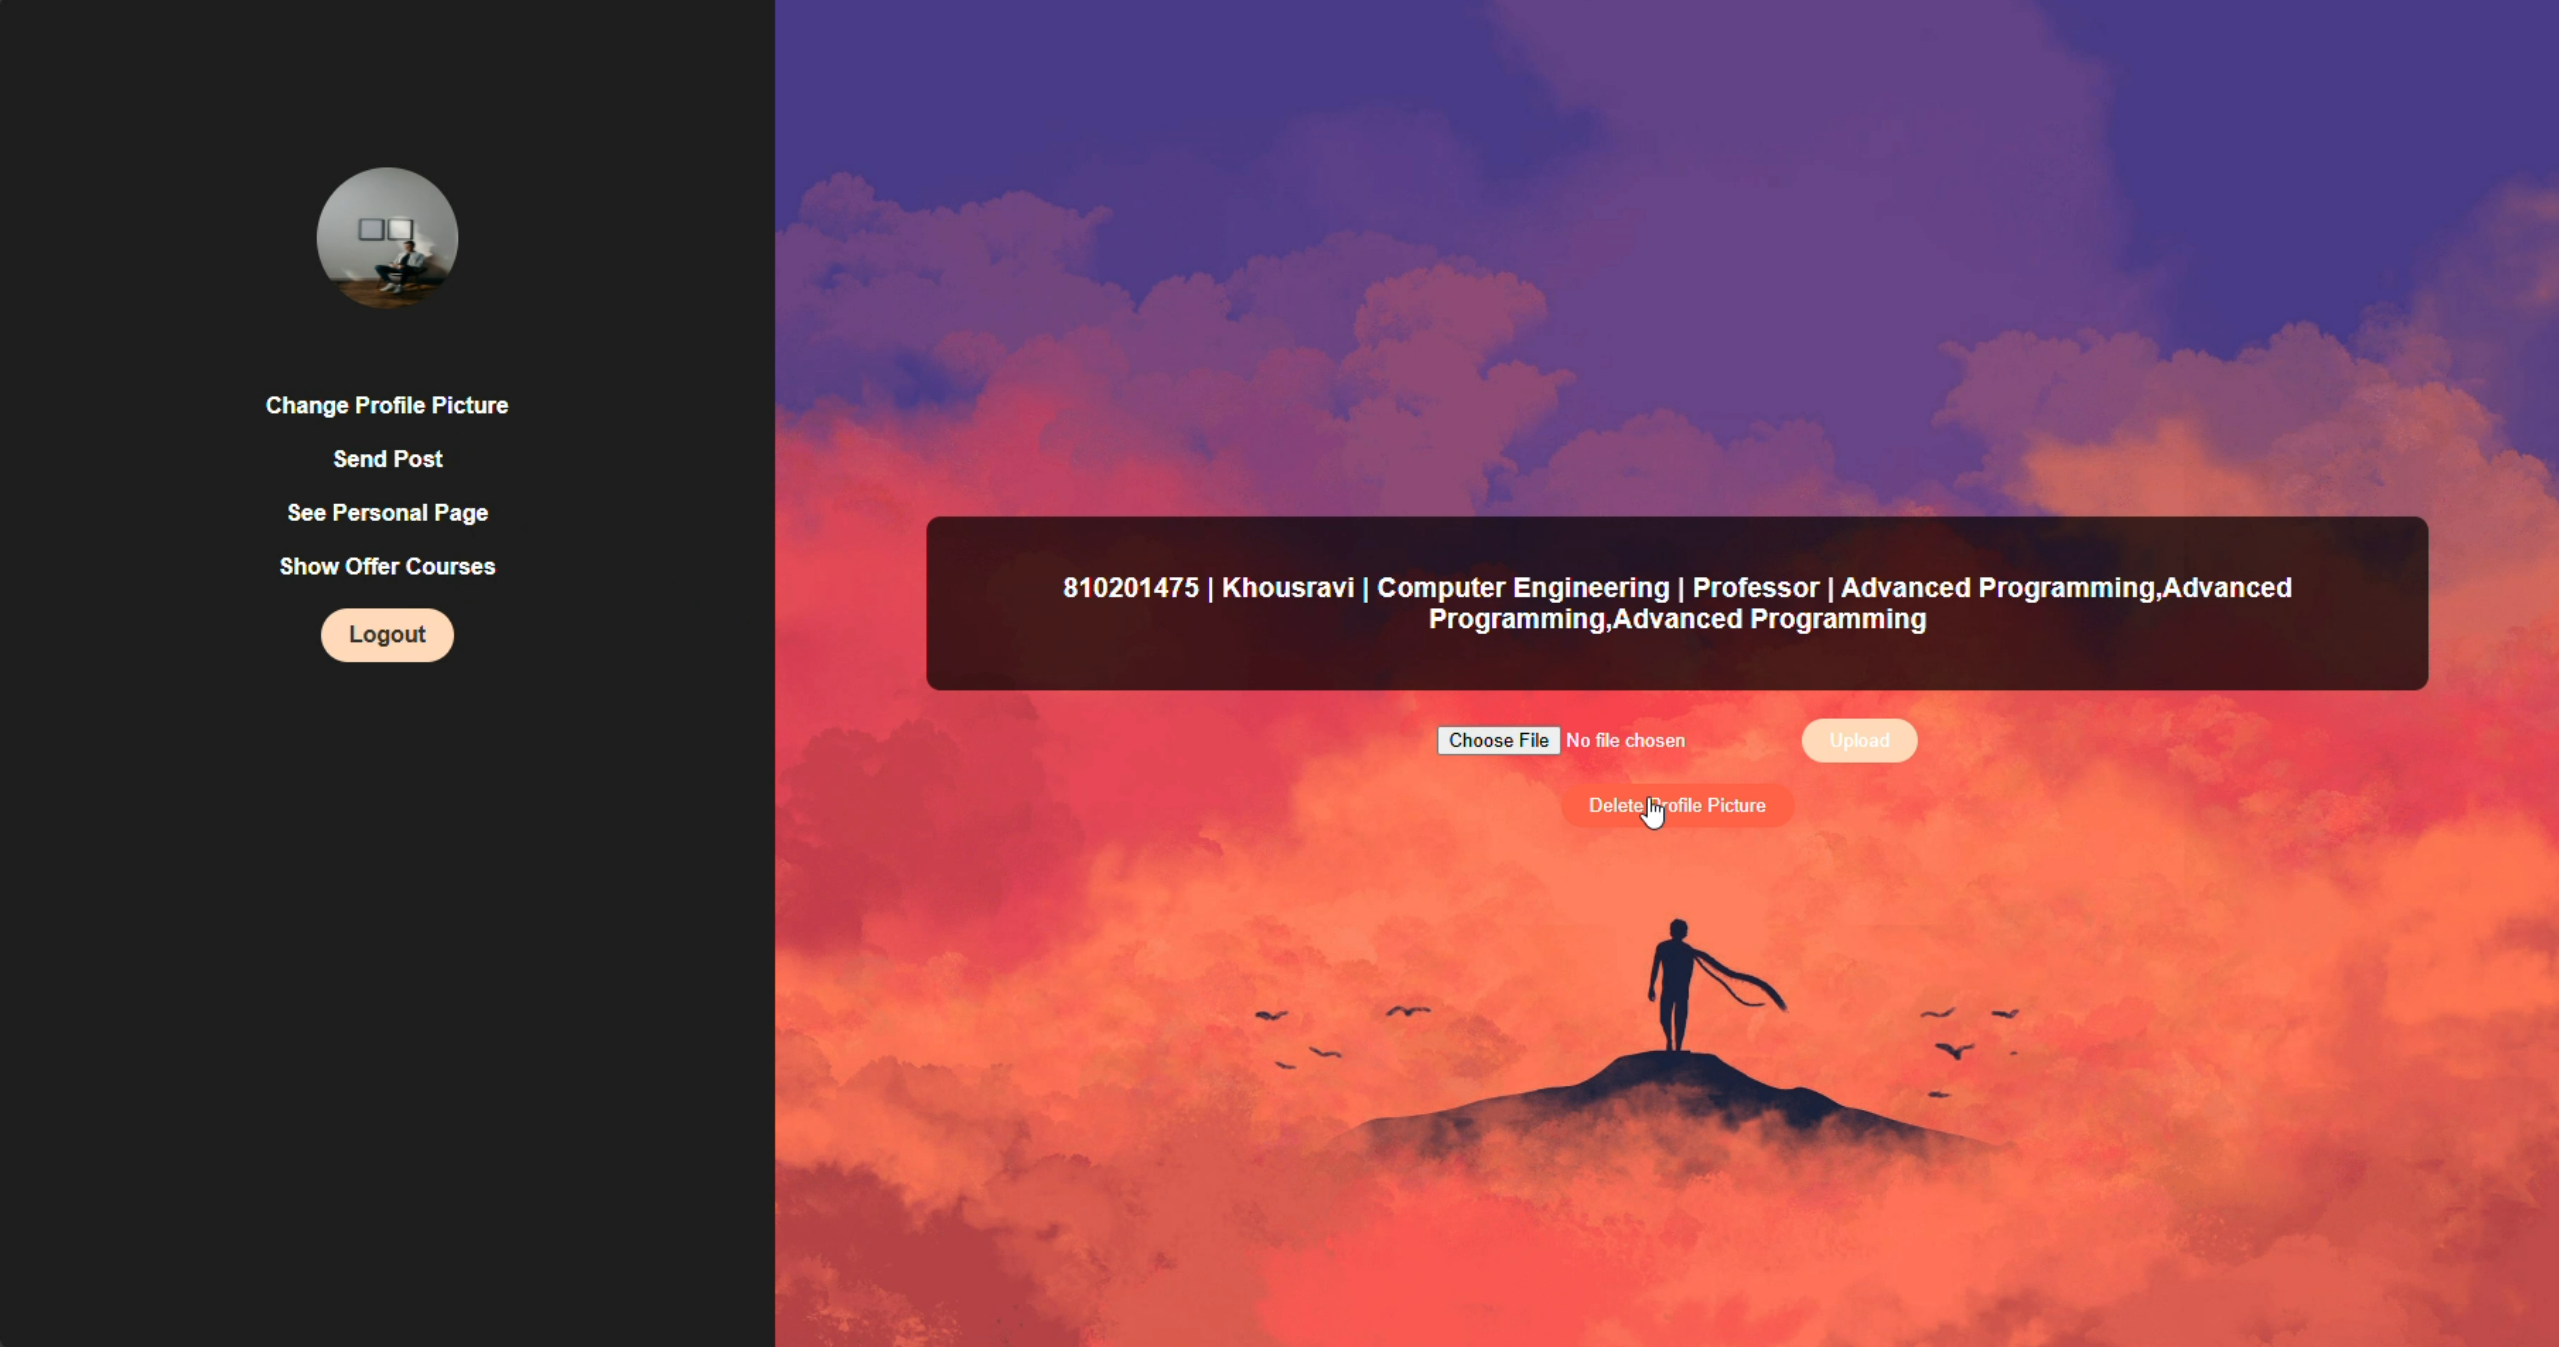 Change Profile Picture
Send Post
See Personal Page
Show Offer Courses
Logout
810201475 | Khousravi | Computer Engineering | Professor | Advanced Programming,Advanced
Programming,Advanced Programming
Choose File No file chosen Upload
Delete Profile Picture